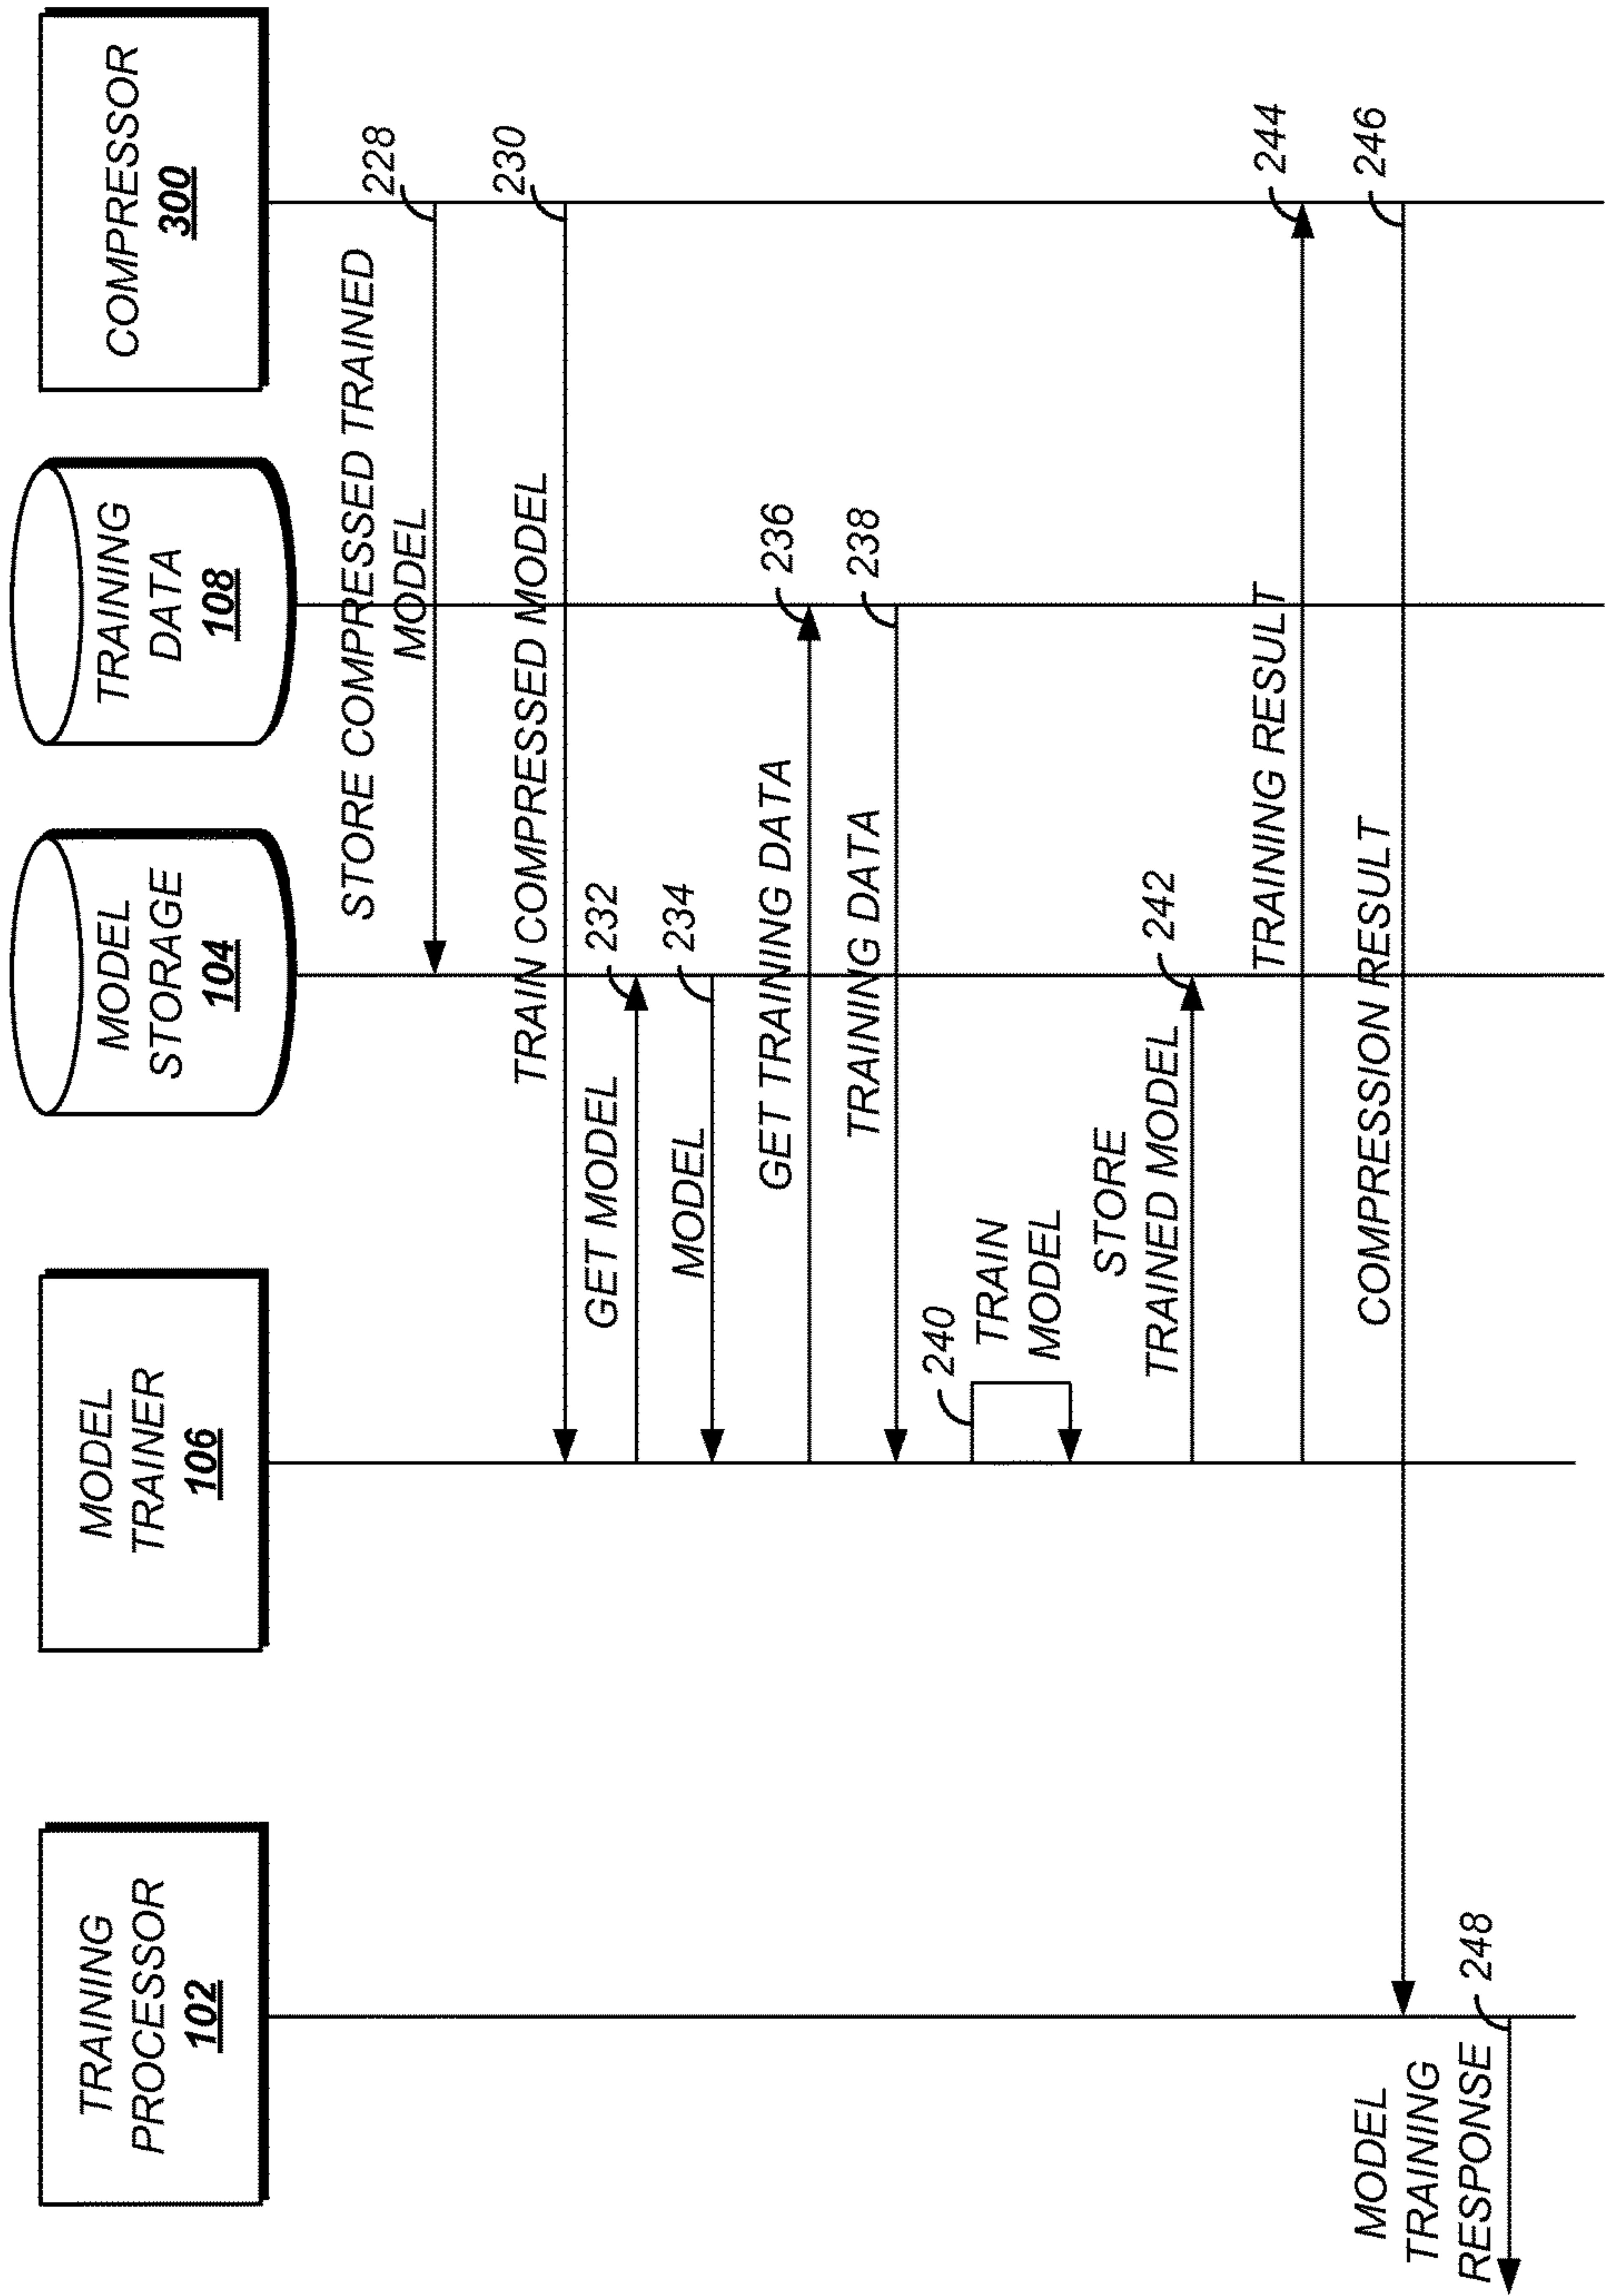 TRAINING
PROCESSOR
102
MODEL
TRAINER
106
MODEL
STORAGE
104
TRAINING
DATA
108
COMPRESSOR
300
STORE COMPRESSED TRAINED
MODEL
228
TRAIN COMPRESSED MODEL
230
GET MODEL
232
MODEL
234
GET TRAINING DATA
236
TRAINING DATA
238
240
TRAIN
MODEL
STORE
TRAINED MODEL
242
TRAINING RESULT
244
COMPRESSION RESULT
246
MODEL
TRAINING
RESPONSE
248